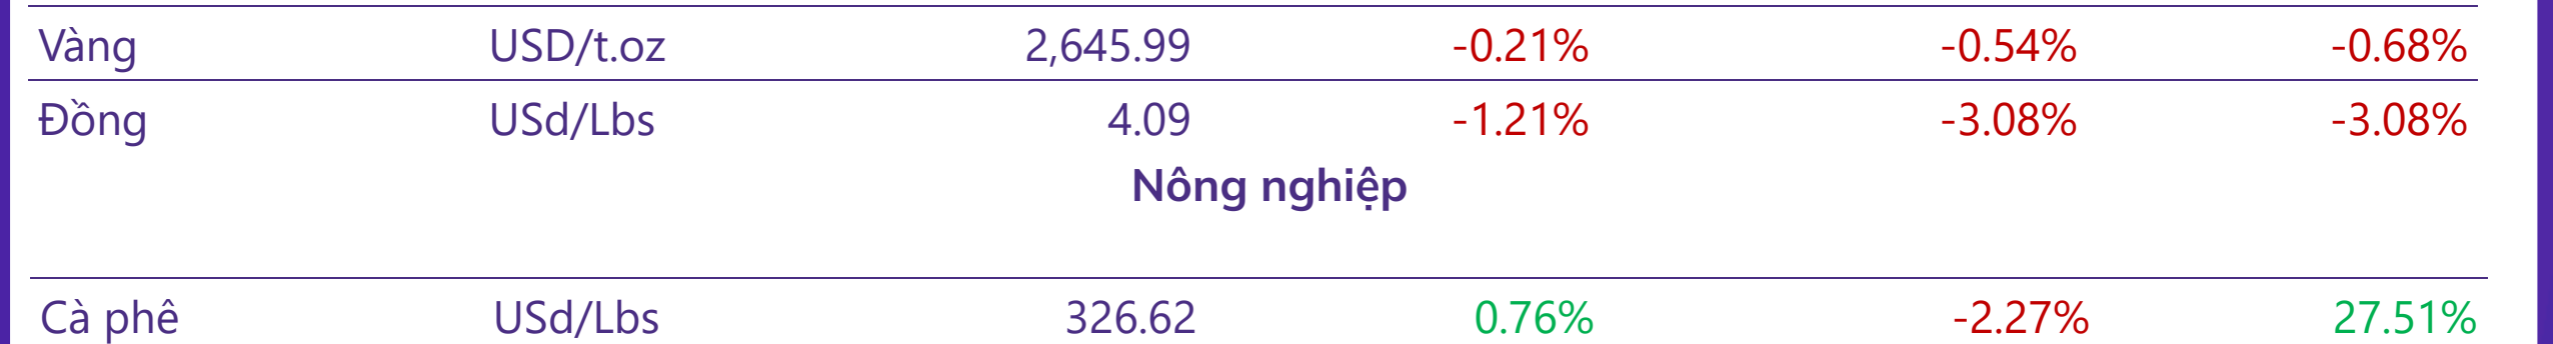 Vàng USD/t.oz 2,645.99 -0.21% -0.54% -0.68%
Đồng USd/Lbs 4.09 -1.21% -3.08% -3.08%
Nông nghiệp
Cà phê USd/Lbs 326.62 0.76% -2.27% 27.51%